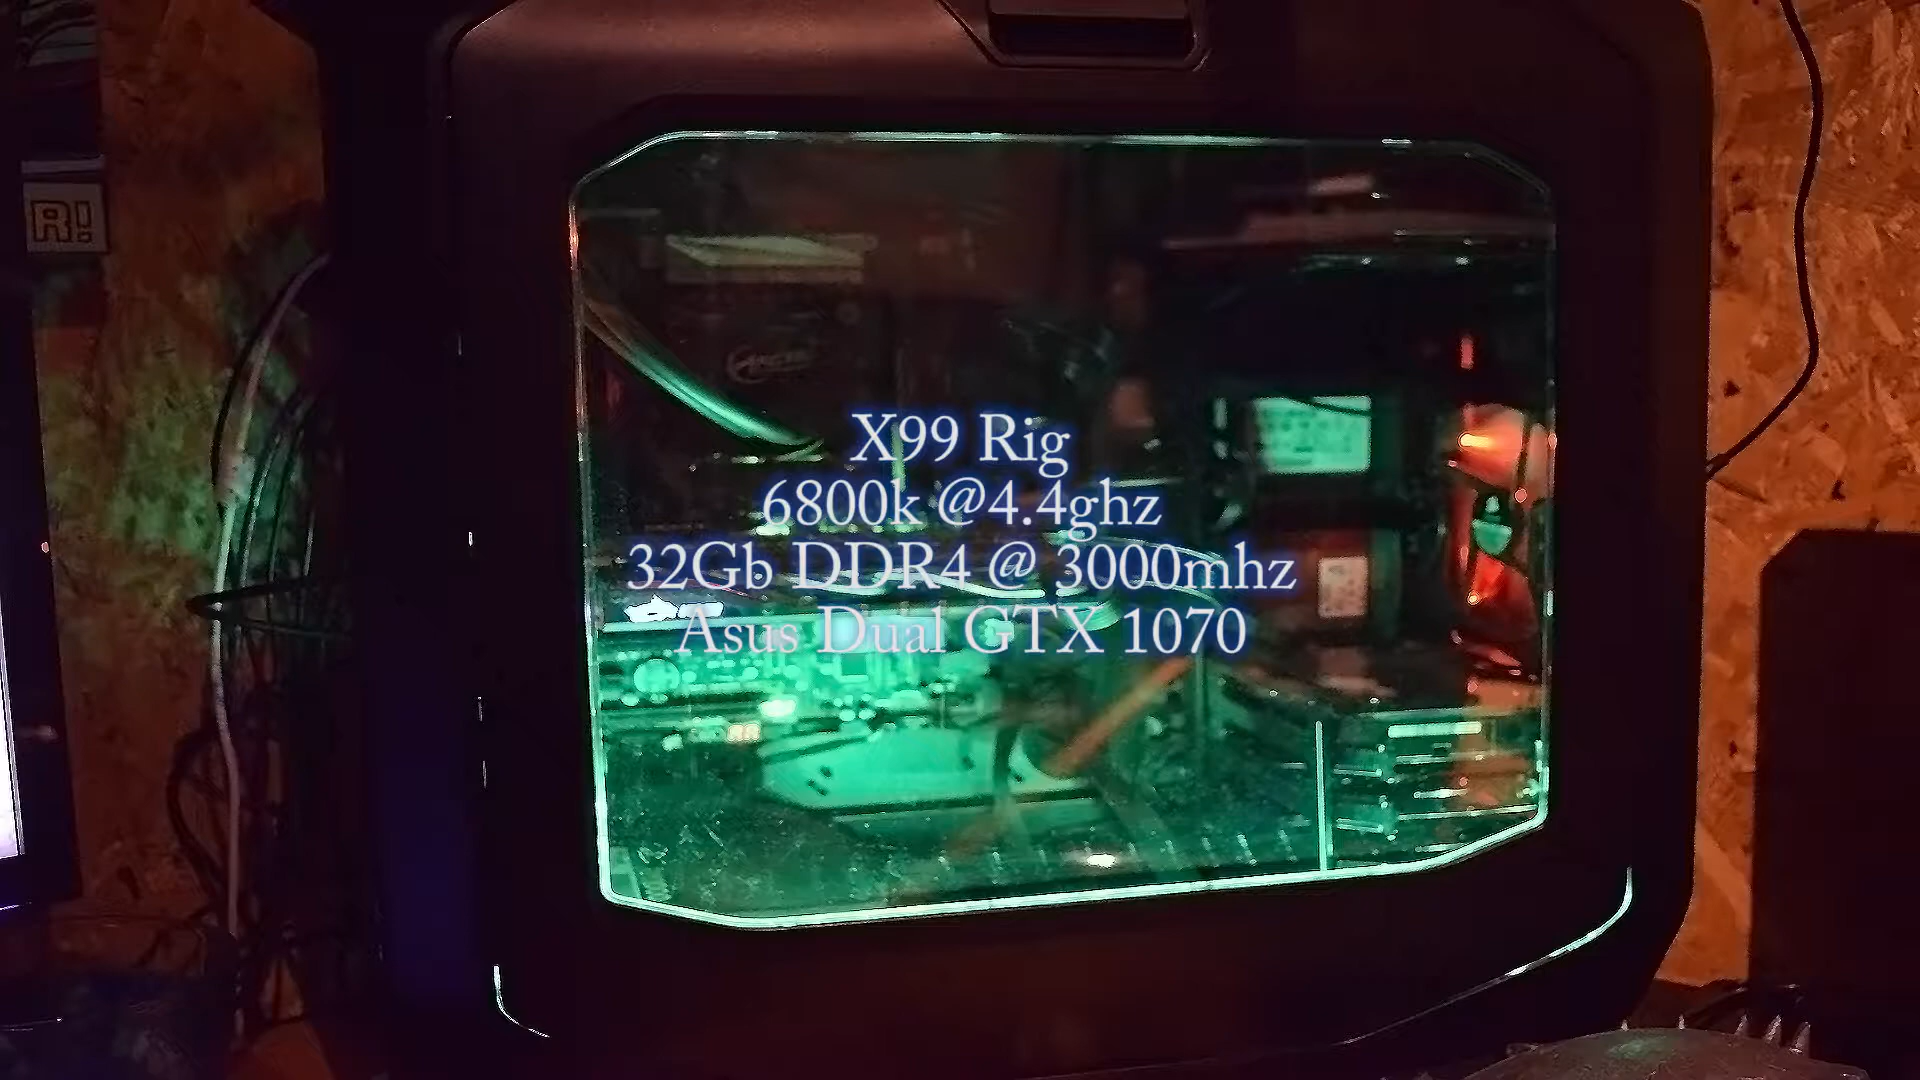 R!
X99 Rig
6800k @4.4ghz
32Gb DDR4 @ 3000mhz
Asus Dual GTX 1070